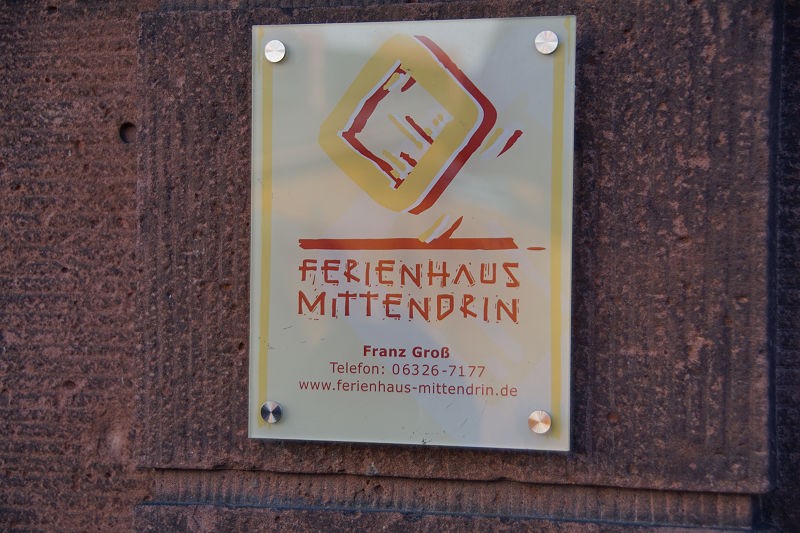 FERIENHAUS
MITTENDRIN
Franz Groß
Telefon: 06326-7177
www.ferienhaus-mittendrin.de